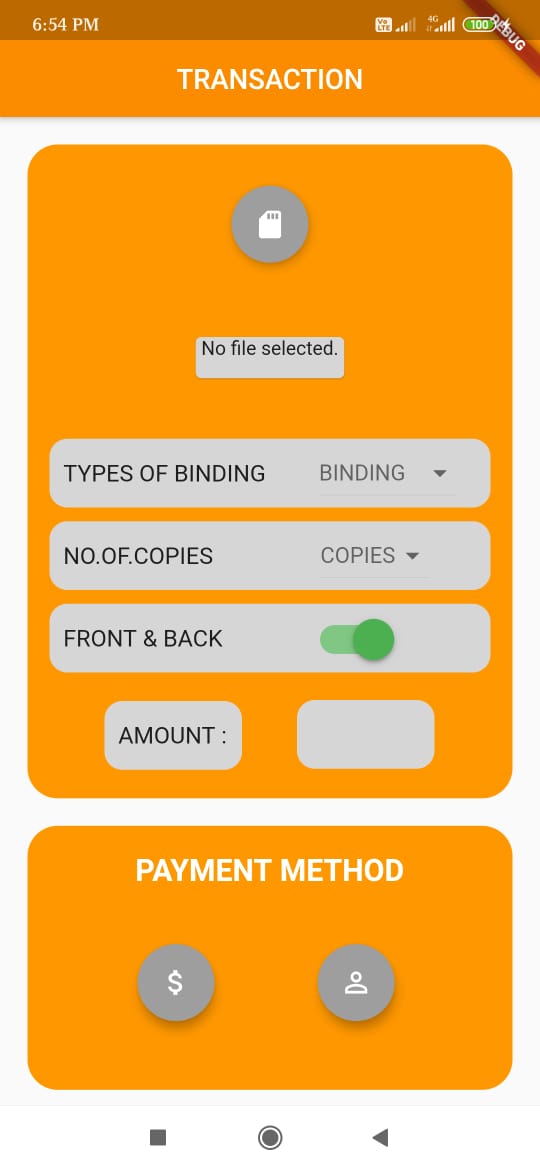 6:54 PM
Vo LTE
4G
100
DEBUG
TRANSACTION
No file selected.
TYPES OF BINDING BINDING
NO.OF.COPIES COPIES
FRONT & BACK
AMOUNT :
PAYMENT METHOD
$